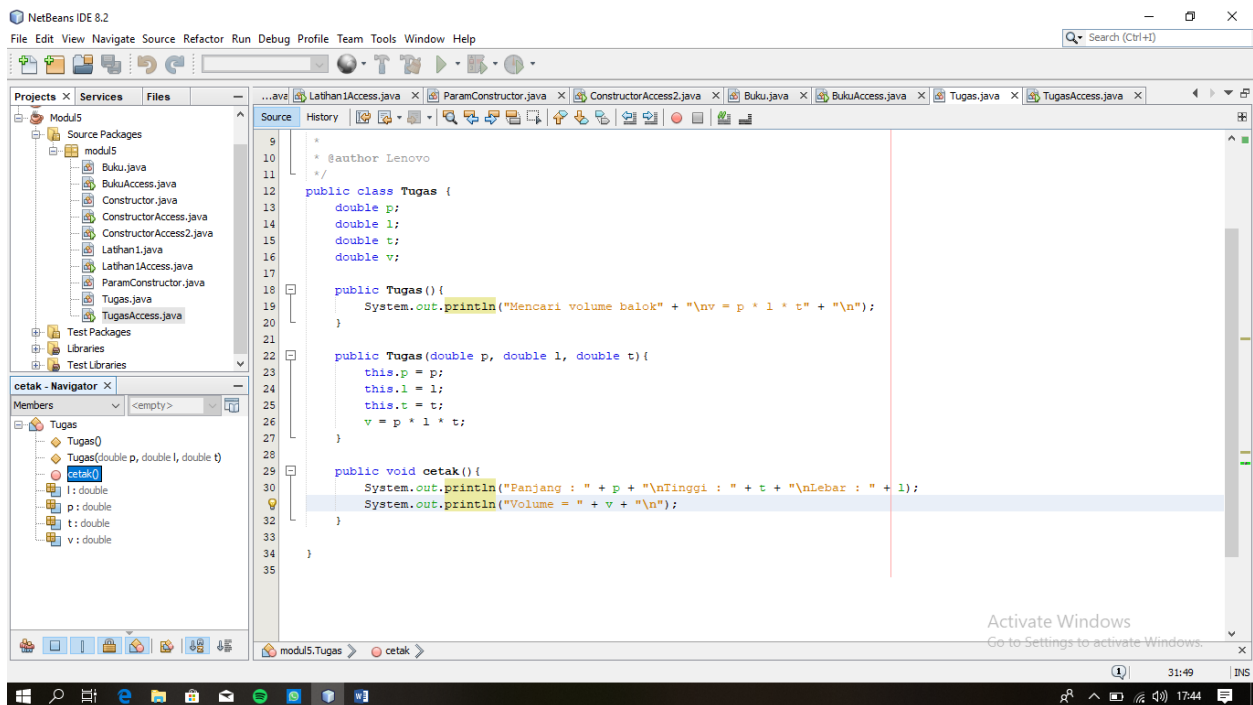 NetBeans IDE 8.2
File Edit View Navigate Source Refactor Run Debug Profile Team Tools Window Help
Search (Ctrl+I)
Projects Services Files
...ava Latihan1Access.java ParamConstructor.java ConstructorAccess2.java Buku.java BukuAccess.java Tugas.java TugasAccess.java
Source History
Modul5
Source Packages
modul5
Buku.java
BukuAccess.java
Constructor.java
ConstructorAccess.java
ConstructorAccess2.java
Latihan1.java
Latihan1Access.java
ParamConstructor.java
Tugas.java
TugasAccess.java
Test Packages
Libraries
Test Libraries
cetak - Navigator
Members <empty>
Tugas
Tugas()
Tugas(double p, double l, double t)
cetak()
l : double
p : double
t : double
v : double
9 *
10 * @author Lenovo
11 */
12 public class Tugas {
13 double p;
14 double l;
15 double t;
16 double v;
17
18 public Tugas(){
19 System.out.println("Mencari volume balok" + "\nv = p * l * t" + "\n");
20 }
21
22 public Tugas(double p, double l, double t){
23 this.p = p;
24 this.l = l;
25 this.t = t;
26 v = p * l * t;
27 }
28
29 public void cetak(){
30 System.out.println("Panjang : " + p + "\nTinggi : " + t + "\nLebar : " + l);
System.out.println("Volume = " + v + "\n");
32 }
33
34 }
35
Activate Windows
Go to Settings to activate Windows.
modul5.Tugas cetak
1 31:49 INS
17:44